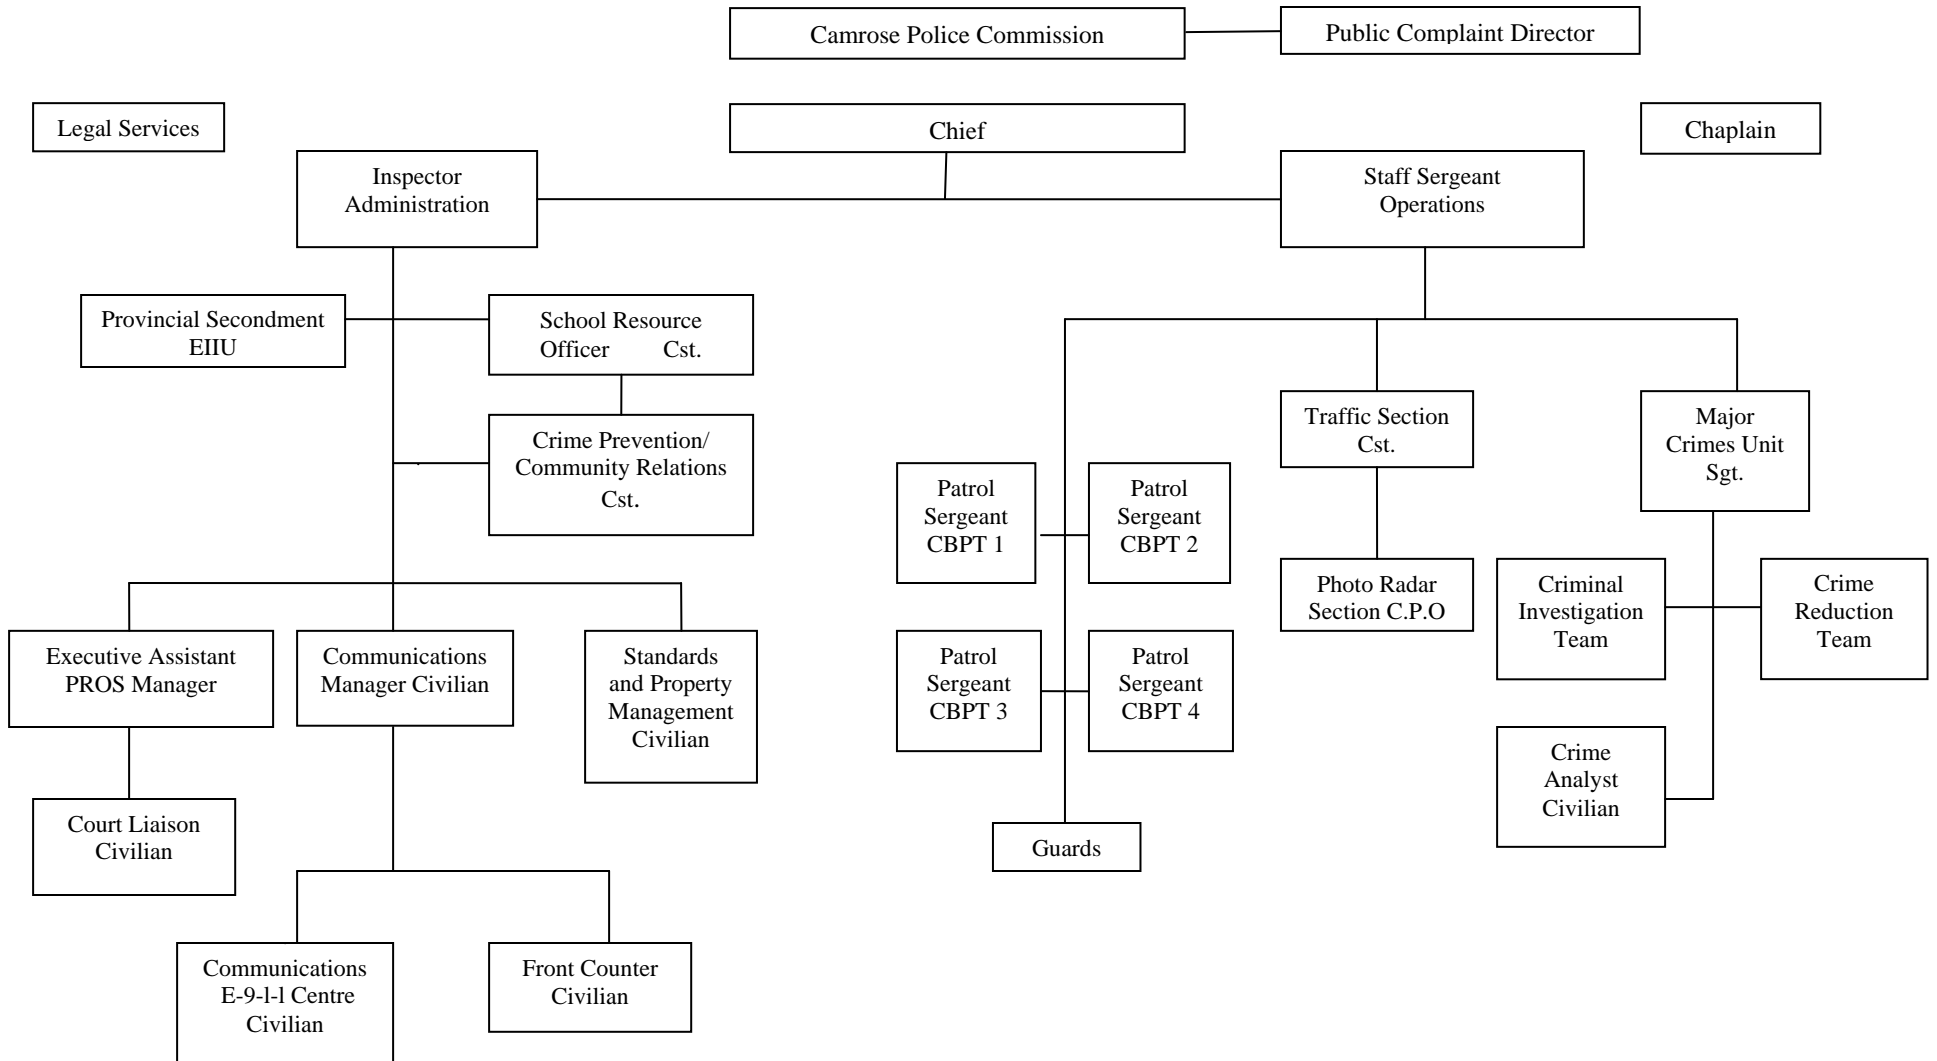 Camrose Police Commission
Public Complaint Director
Legal Services
Chief
Chaplain
Inspector
Administration
Staff Sergeant
Operations
Provincial Secondment
EIIU
School Resource
Officer Cst.
Crime Prevention/
Community Relations
Cst.
Traffic Section
Cst.
Major
Crimes Unit
Sgt.
Patrol
Sergeant
CBPT 1
Patrol
Sergeant
CBPT 2
Photo Radar
Section C.P.O
Criminal
Investigation
Team
Crime
Reduction
Team
Executive Assistant
PROS Manager
Communications
Manager Civilian
Standards
and Property
Management
Civilian
Patrol
Sergeant
CBPT 3
Patrol
Sergeant
CBPT 4
Crime
Analyst
Civilian
Court Liaison
Civilian
Guards
Communications
E-9-l-l Centre
Civilian
Front Counter
Civilian